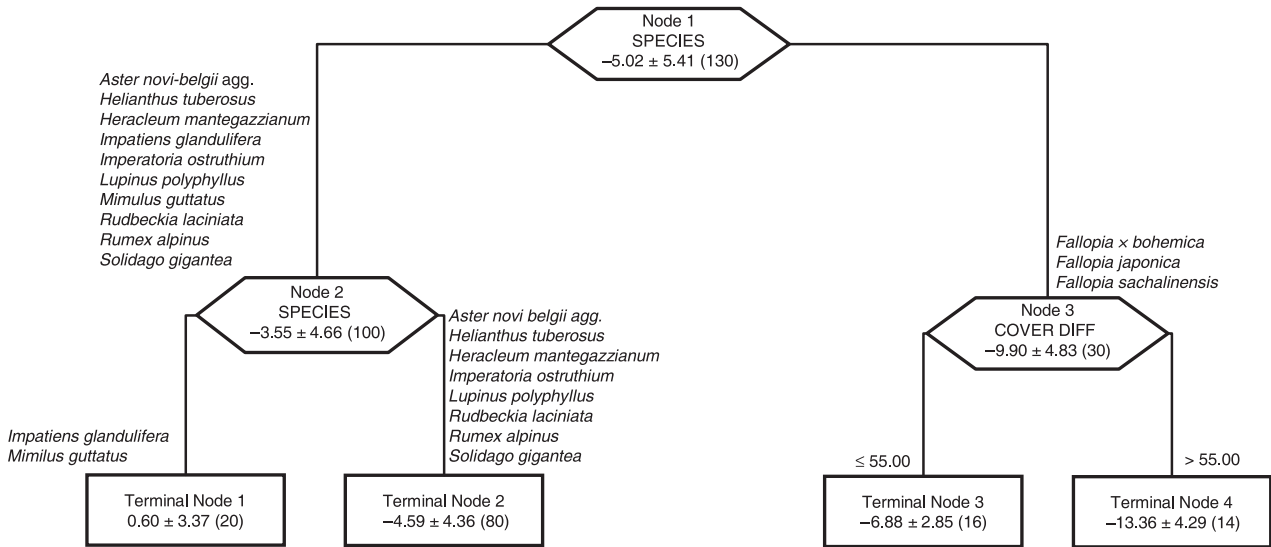 Node 1
SPECIES
−5.02 ± 5.41 (130)
Aster novi-belgii agg.
Helianthus tuberosus
Heracleum mantegazzianum
Impatiens glandulifera
Imperatoria ostruthium
Lupinus polyphyllus
Mimulus guttatus
Rudbeckia laciniata
Rumex alpinus
Solidago gigantea
Fallopia × bohemica
Fallopia japonica
Fallopia sachalinensis
Node 2
SPECIES
−3.55 ± 4.66 (100)
Node 3
COVER DIFF
−9.90 ± 4.83 (30)
Impatiens glandulifera
Mimilus guttatus
Aster novi belgii agg.
Helianthus tuberosus
Heracleum mantegazzianum
Imperatoria ostruthium
Lupinus polyphyllus
Rudbeckia laciniata
Rumex alpinus
Solidago gigantea
≤ 55.00
> 55.00
Terminal Node 1
0.60 ± 3.37 (20)
Terminal Node 2
−4.59 ± 4.36 (80)
Terminal Node 3
−6.88 ± 2.85 (16)
Terminal Node 4
−13.36 ± 4.29 (14)